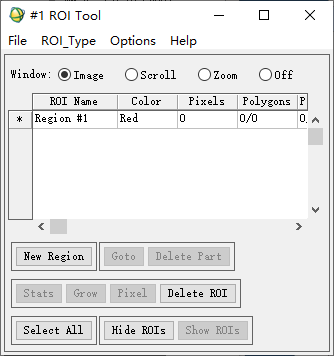 #1 ROI Tool
File ROI_Type Options Help
Window: Image Scroll Zoom Off
ROI Name Color Pixels Polygons P
* Region #1 Red 0 0/0 0/
New Region Goto Delete Part
Stats Grow Pixel Delete ROI
Select All Hide ROIs Show ROIs